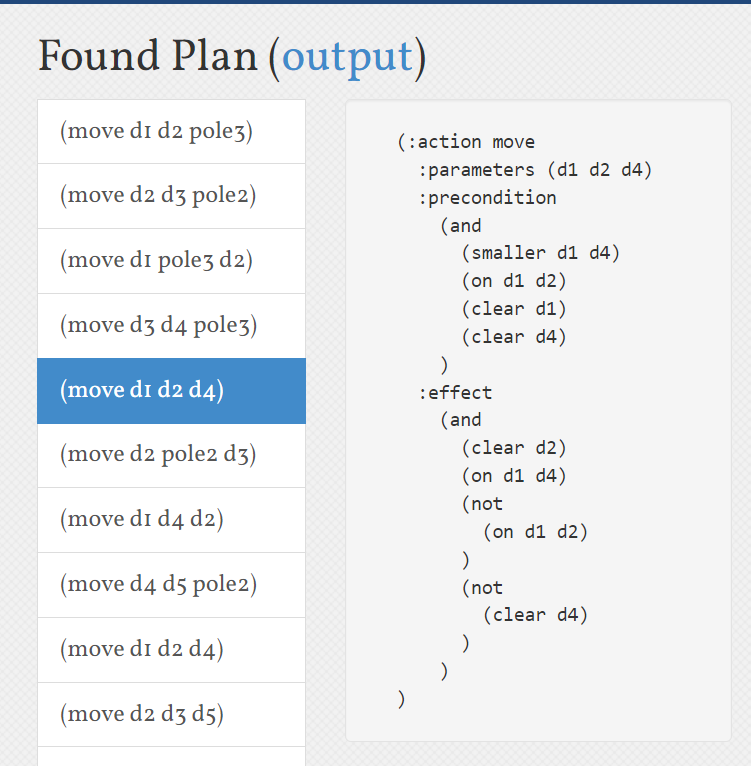 Found Plan (output)
(move d1 d2 pole3)
(move d2 d3 pole2)
(move d1 pole3 d2)
(move d3 d4 pole3)
(move d1 d2 d4)
(move d2 pole2 d3)
(move d1 d4 d2)
(move d4 d5 pole2)
(move d1 d2 d4)
(move d2 d3 d5)
(:action move
  :parameters (d1 d2 d4)
  :precondition
    (and
      (smaller d1 d4)
      (on d1 d2)
      (clear d1)
      (clear d4)
    )
  :effect
    (and
      (clear d2)
      (on d1 d4)
      (not
        (on d1 d2)
      )
      (not
        (clear d4)
      )
    )
)